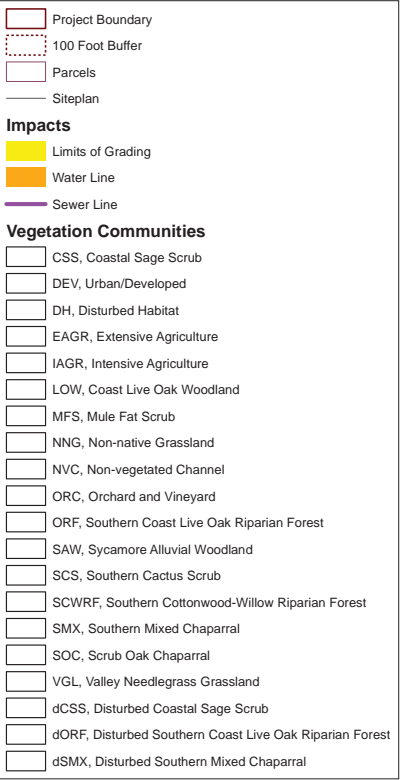 Project Boundary
100 Foot Buffer
Parcels
Siteplan
Impacts
Limits of Grading
Water Line
Sewer Line
Vegetation Communities
CSS, Coastal Sage Scrub
DEV, Urban/Developed
DH, Disturbed Habitat
EAGR, Extensive Agriculture
IAGR, Intensive Agriculture
LOW, Coast Live Oak Woodland
MFS, Mule Fat Scrub
NNG, Non-native Grassland
NVC, Non-vegetated Channel
ORC, Orchard and Vineyard
ORF, Southern Coast Live Oak Riparian Forest
SAW, Sycamore Alluvial Woodland
SCS, Southern Cactus Scrub
SCWRF, Southern Cottonwood-Willow Riparian Forest
SMX, Southern Mixed Chaparral
SOC, Scrub Oak Chaparral
VGL, Valley Needlegrass Grassland
dCSS, Disturbed Coastal Sage Scrub
dORF, Disturbed Southern Coast Live Oak Riparian Forest
dSMX, Disturbed Southern Mixed Chaparral